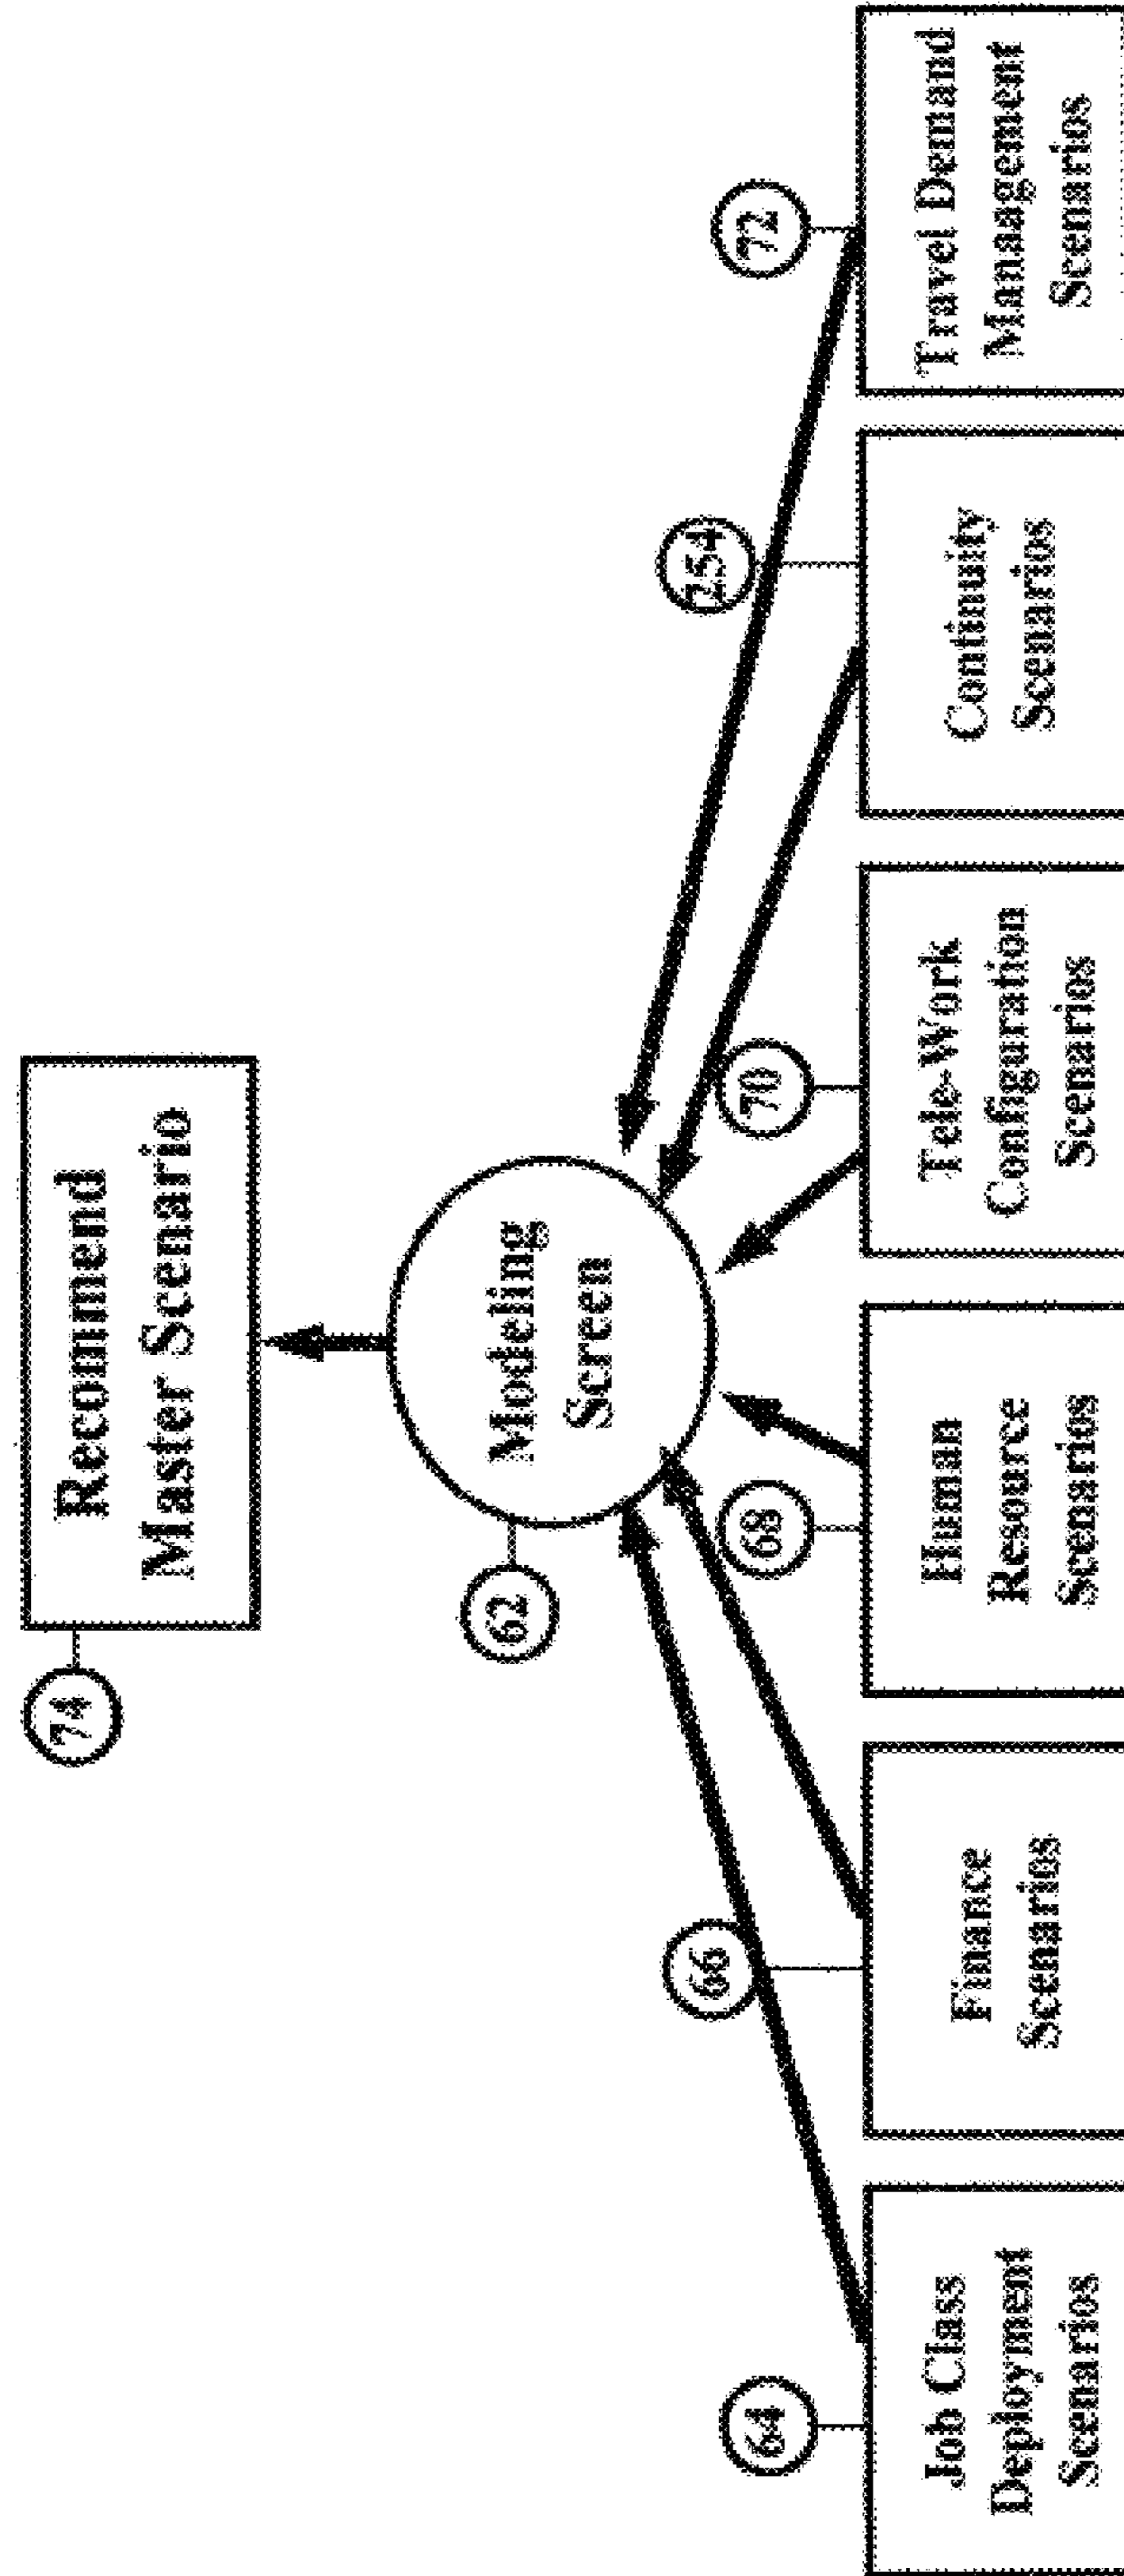 74
Recommend
Master Scenario
62
Modeling
Screen
64
66
68
70
254
72
Job Class
Deployment
Scenarios
Finance
Scenarios
Human
Resource
Scenarios
Tele-Work
Configuration
Scenarios
Continuity
Scenarios
Travel Demand
Management
Scenarios